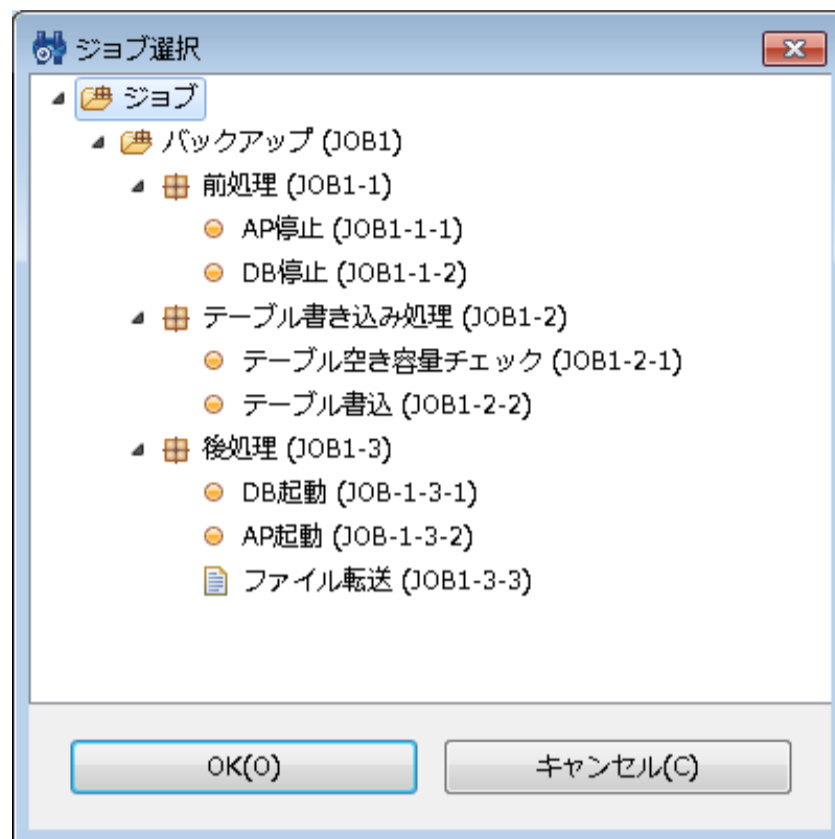 ジョブ選択
ジョブ
バックアップ (JOB1)
前処理 (JOB1-1)
AP停止 (JOB1-1-1)
DB停止 (JOB1-1-2)
テーブル書き込み処理 (JOB1-2)
テーブル空き容量チェック (JOB1-2-1)
テーブル書込 (JOB1-2-2)
後処理 (JOB1-3)
DB起動 (JOB-1-3-1)
AP起動 (JOB-1-3-2)
ファイル転送 (JOB1-3-3)
OK(O) キャンセル(C)